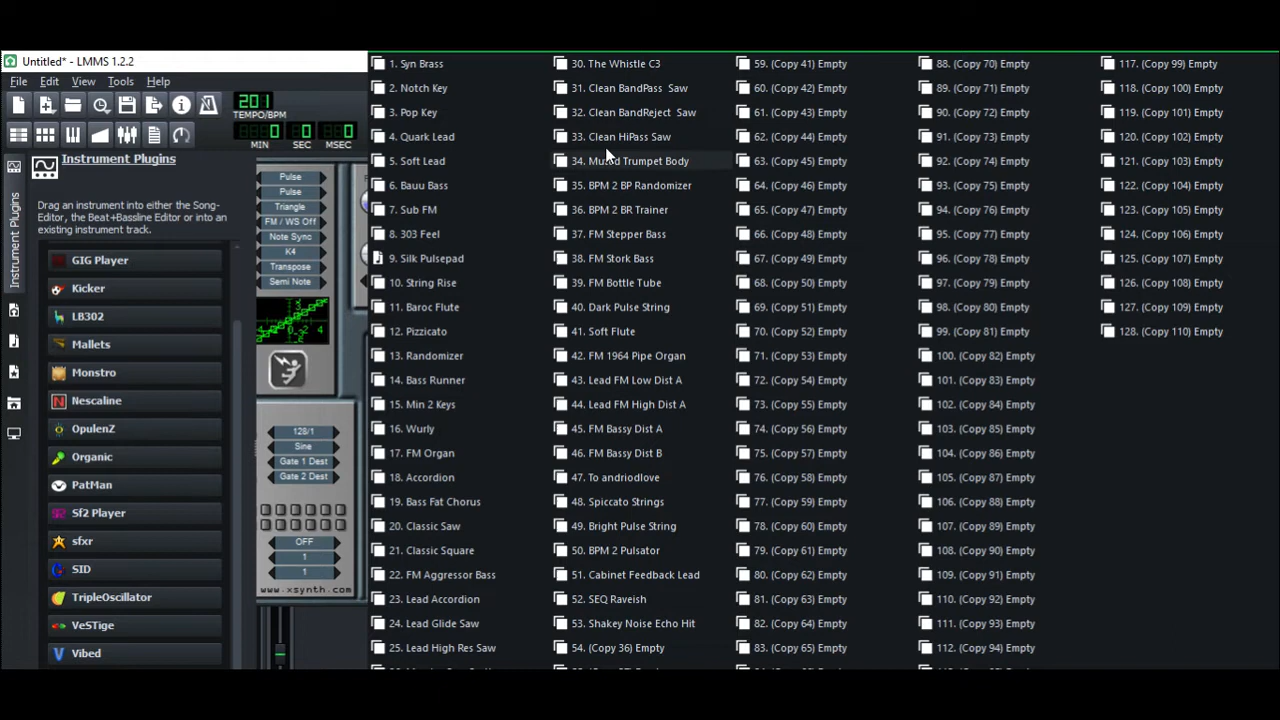 Untitled* - LMMS 1.2.2
File Edit View Tools Help
201
TEMPO/BPM
0 0 0
MIN SEC MSEC
Instrument Plugins
Instrument Plugins
Drag an instrument into either the Song-
Editor, the Beat+Bassline Editor or into an
existing instrument track.
GIG Player
Kicker
LB302
Mallets
Monstro
Nescaline
OpulenZ
Organic
PatMan
Sf2 Player
sfxr
SID
TripleOscillator
VeSTige
Vibed
Pulse
Pulse
Triangle
FM / WS Off
Note Sync
K4
Transpose
Semi Note
-4 -2 0 2 4
128/1
Sine
Gate 1 Dest
Gate 2 Dest
OFF
1
1
www.xsynth.com
1. Syn Brass
2. Notch Key
3. Pop Key
4. Quark Lead
5. Soft Lead
6. Bauu Bass
7. Sub FM
8. 303 Feel
9. Silk Pulsepad
10. String Rise
11. Baroc Flute
12. Pizzicato
13. Randomizer
14. Bass Runner
15. Min 2 Keys
16. Wurly
17. FM Organ
18. Accordion
19. Bass Fat Chorus
20. Classic Saw
21. Classic Square
22. FM Aggressor Bass
23. Lead Accordion
24. Lead Glide Saw
25. Lead High Res Saw
30. The Whistle C3
31. Clean BandPass Saw
32. Clean BandReject Saw
33. Clean HiPass Saw
34. Muted Trumpet Body
35. BPM 2 BP Randomizer
36. BPM 2 BR Trainer
37. FM Stepper Bass
38. FM Stork Bass
39. FM Bottle Tube
40. Dark Pulse String
41. Soft Flute
42. FM 1964 Pipe Organ
43. Lead FM Low Dist A
44. Lead FM High Dist A
45. FM Bassy Dist A
46. FM Bassy Dist B
47. To andriodlove
48. Spiccato Strings
49. Bright Pulse String
50. BPM 2 Pulsator
51. Cabinet Feedback Lead
52. SEQ Raveish
53. Shakey Noise Echo Hit
54. (Copy 36) Empty
59. (Copy 41) Empty
60. (Copy 42) Empty
61. (Copy 43) Empty
62. (Copy 44) Empty
63. (Copy 45) Empty
64. (Copy 46) Empty
65. (Copy 47) Empty
66. (Copy 48) Empty
67. (Copy 49) Empty
68. (Copy 50) Empty
69. (Copy 51) Empty
70. (Copy 52) Empty
71. (Copy 53) Empty
72. (Copy 54) Empty
73. (Copy 55) Empty
74. (Copy 56) Empty
75. (Copy 57) Empty
76. (Copy 58) Empty
77. (Copy 59) Empty
78. (Copy 60) Empty
79. (Copy 61) Empty
80. (Copy 62) Empty
81. (Copy 63) Empty
82. (Copy 64) Empty
83. (Copy 65) Empty
88. (Copy 70) Empty
89. (Copy 71) Empty
90. (Copy 72) Empty
91. (Copy 73) Empty
92. (Copy 74) Empty
93. (Copy 75) Empty
94. (Copy 76) Empty
95. (Copy 77) Empty
96. (Copy 78) Empty
97. (Copy 79) Empty
98. (Copy 80) Empty
99. (Copy 81) Empty
100. (Copy 82) Empty
101. (Copy 83) Empty
102. (Copy 84) Empty
103. (Copy 85) Empty
104. (Copy 86) Empty
105. (Copy 87) Empty
106. (Copy 88) Empty
107. (Copy 89) Empty
108. (Copy 90) Empty
109. (Copy 91) Empty
110. (Copy 92) Empty
111. (Copy 93) Empty
112. (Copy 94) Empty
117. (Copy 99) Empty
118. (Copy 100) Empty
119. (Copy 101) Empty
120. (Copy 102) Empty
121. (Copy 103) Empty
122. (Copy 104) Empty
123. (Copy 105) Empty
124. (Copy 106) Empty
125. (Copy 107) Empty
126. (Copy 108) Empty
127. (Copy 109) Empty
128. (Copy 110) Empty